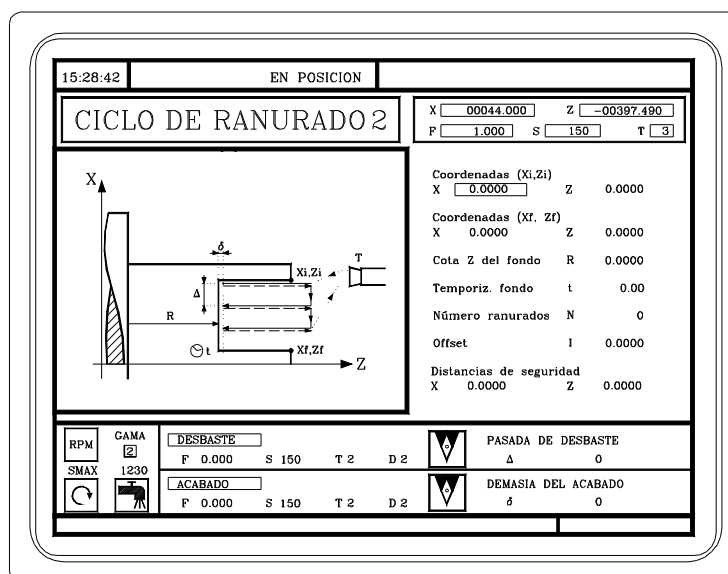 15:28:42 EN POSICION
CICLO DE RANURADO 2
X 00044.000 Z -00397.490
F 1.000 S 150 T 3
X
δ
Xi,Zi
T
Δ
R
t
Xf,Zf
Z
Coordenadas (Xi,Zi)
X 0.0000 Z 0.0000
Coordenadas (Xf, Zf)
X 0.0000 Z 0.0000
Cota Z del fondo R 0.0000
Temporiz. fondo t 0.00
Número ranurados N 0
Offset I 0.0000
Distancias de seguridad
X 0.0000 Z 0.0000
RPM GAMA
2
SMAX 1230
DESBASTE
F 0.000 S 150 T 2 D 2
PASADA DE DESBASTE
Δ 0
ACABADO
F 0.000 S 150 T 2 D 2
DEMASIA DEL ACABADO
δ 0